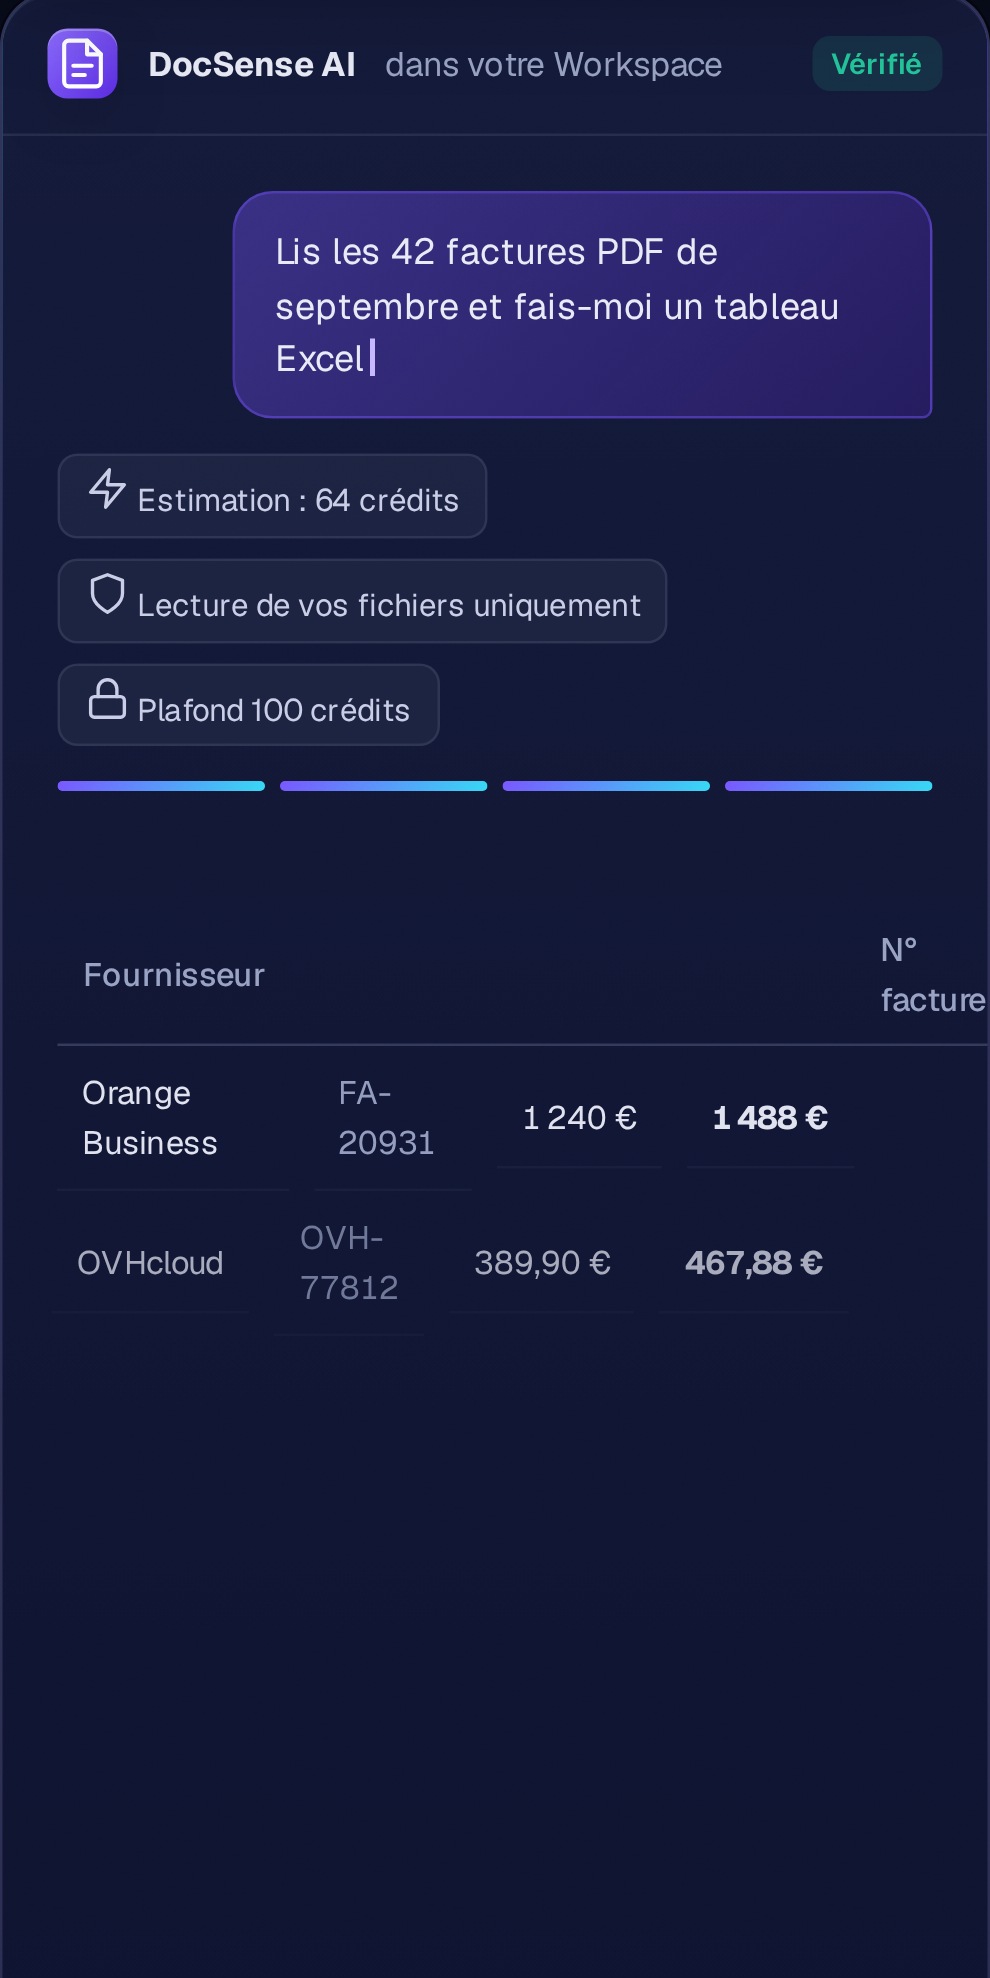 DocSense AI dans votre Workspace Vérifié
Lis les 42 factures PDF de
septembre et fais-moi un tableau
Excel
Estimation : 64 crédits
Lecture de vos fichiers uniquement
Plafond 100 crédits
Fournisseur
N°
facture
Orange
Business
FA-
20931
1 240 €
1 488 €
OVHcloud
OVH-
77812
389,90 €
467,88 €